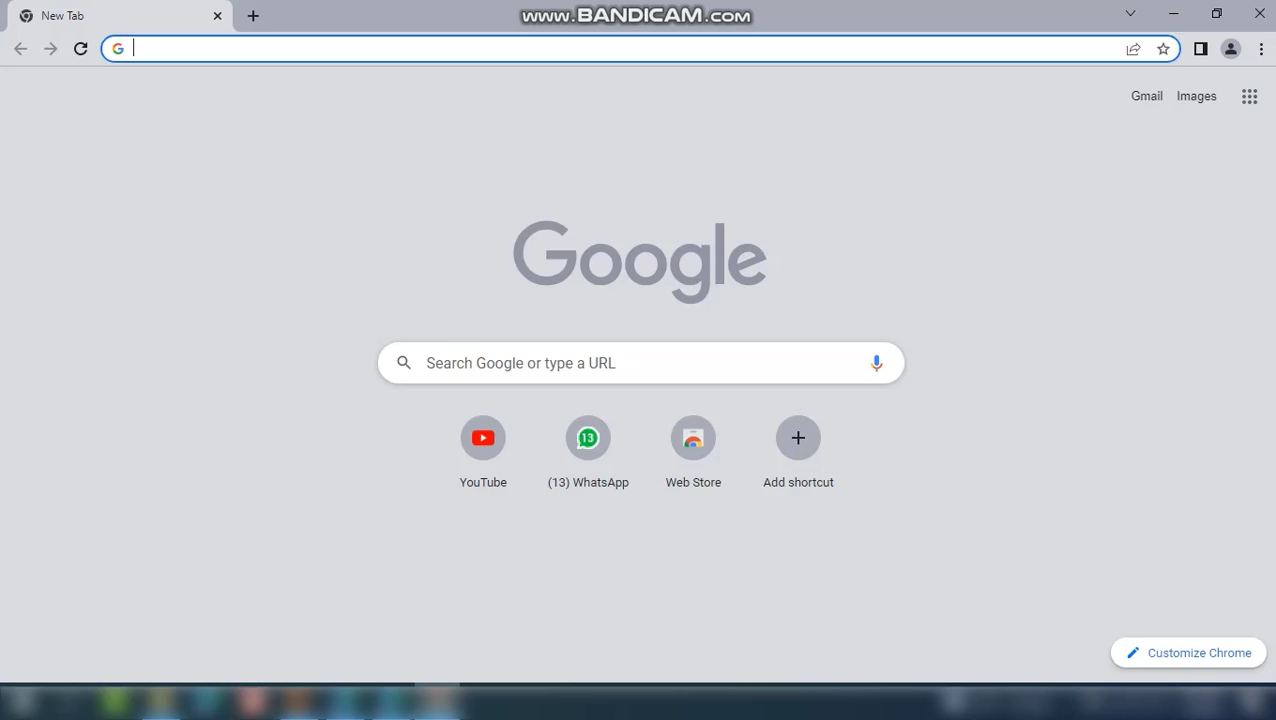 New Tab
www.BANDICAM.com
Gmail Images
Google
Search Google or type a URL
13
YouTube (13) WhatsApp Web Store Add shortcut
Customize Chrome